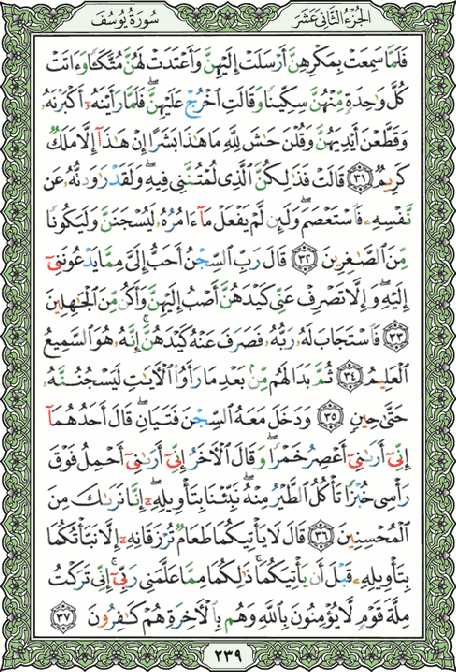 الجزء الثاني عشر
سورة يوسف
فَلَمَّا سَمِعَتْ بِمَكْرِهِنَّ أَرْسَلَتْ إِلَيْهِنَّ وَأَعْتَدَتْ لَهُنَّ مُتَّكَـًٔا وَءَاتَتْ
كُلَّ وَٰحِدَةٍ مِّنْهُنَّ سِكِّينًا وَقَالَتِ ٱخْرُجْ عَلَيْهِنَّ ۖ فَلَمَّا رَأَيْنَهُۥٓ أَكْبَرْنَهُۥ
وَقَطَّعْنَ أَيْدِيَهُنَّ وَقُلْنَ حَٰشَ لِلَّهِ مَا هَٰذَا بَشَرًا إِنْ هَٰذَآ إِلَّا مَلَكٌ
كَرِيمٌ ﴿٣١﴾ قَالَتْ فَذَٰلِكُنَّ ٱلَّذِى لُمْتُنَّنِى فِيهِ ۖ وَلَقَدْ رَٰوَدتُّهُۥ عَن
نَّفْسِهِۦ فَٱسْتَعْصَمَ ۖ وَلَئِن لَّمْ يَفْعَلْ مَآ ءَامُرُهُۥ لَيُسْجَنَنَّ وَلَيَكُونًا
مِّنَ ٱلصَّٰغِرِينَ ﴿٣٢﴾ قَالَ رَبِّ ٱلسِّجْنُ أَحَبُّ إِلَىَّ مِمَّا يَدْعُونَنِىٓ
إِلَيْهِ ۖ وَإِلَّا تَصْرِفْ عَنِّى كَيْدَهُنَّ أَصْبُ إِلَيْهِنَّ وَأَكُن مِّنَ ٱلْجَٰهِلِينَ
﴿٣٣﴾ فَٱسْتَجَابَ لَهُۥ رَبُّهُۥ فَصَرَفَ عَنْهُ كَيْدَهُنَّ ۚ إِنَّهُۥ هُوَ ٱلسَّمِيعُ
ٱلْعَلِيمُ ﴿٣٤﴾ ثُمَّ بَدَا لَهُم مِّنۢ بَعْدِ مَا رَأَوُا۟ ٱلْءَايَٰتِ لَيَسْجُنُنَّهُۥ
حَتَّىٰ حِينٍ ﴿٣٥﴾ وَدَخَلَ مَعَهُ ٱلسِّجْنَ فَتَيَانِ ۖ قَالَ أَحَدُهُمَآ
إِنِّىٓ أَرَىٰنِىٓ أَعْصِرُ خَمْرًا ۖ وَقَالَ ٱلْءَاخَرُ إِنِّىٓ أَرَىٰنِىٓ أَحْمِلُ فَوْقَ
رَأْسِى خُبْزًا تَأْكُلُ ٱلطَّيْرُ مِنْهُ ۖ نَبِّئْنَا بِتَأْوِيلِهِۦٓ ۖ إِنَّا نَرَىٰكَ مِنَ
ٱلْمُحْسِنِينَ ﴿٣٦﴾ قَالَ لَا يَأْتِيكُمَا طَعَامٌ تُرْزَقَانِهِۦٓ إِلَّا نَبَّأْتُكُمَا
بِتَأْوِيلِهِۦ قَبْلَ أَن يَأْتِيَكُمَا ۚ ذَٰلِكُمَا مِمَّا عَلَّمَنِى رَبِّىٓ ۚ إِنِّى تَرَكْتُ
مِلَّةَ قَوْمٍ لَّا يُؤْمِنُونَ بِٱللَّهِ وَهُم بِٱلْءَاخِرَةِ هُمْ كَٰفِرُونَ ﴿٣٧﴾
٢٣٩